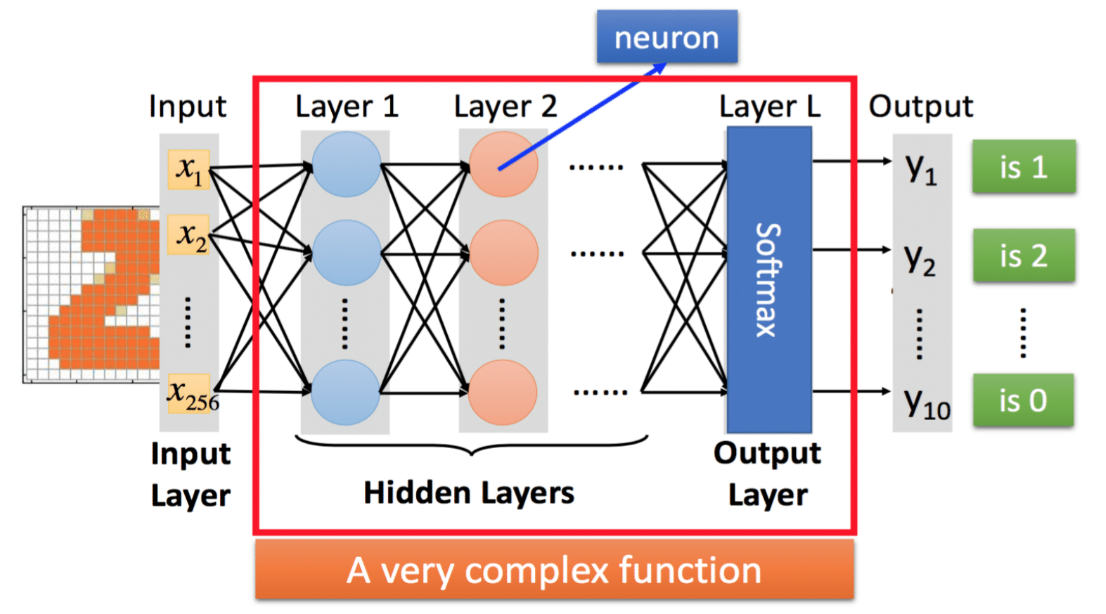 neuron
Input
Layer 1
Layer 2
Layer L
Output
x₁
x₂
......
x₂₅₆
......
......
......
......
......
Softmax
y₁
y₂
......
y₁₀
is 1
is 2
......
is 0
Input
Layer
Hidden Layers
Output
Layer
A very complex function